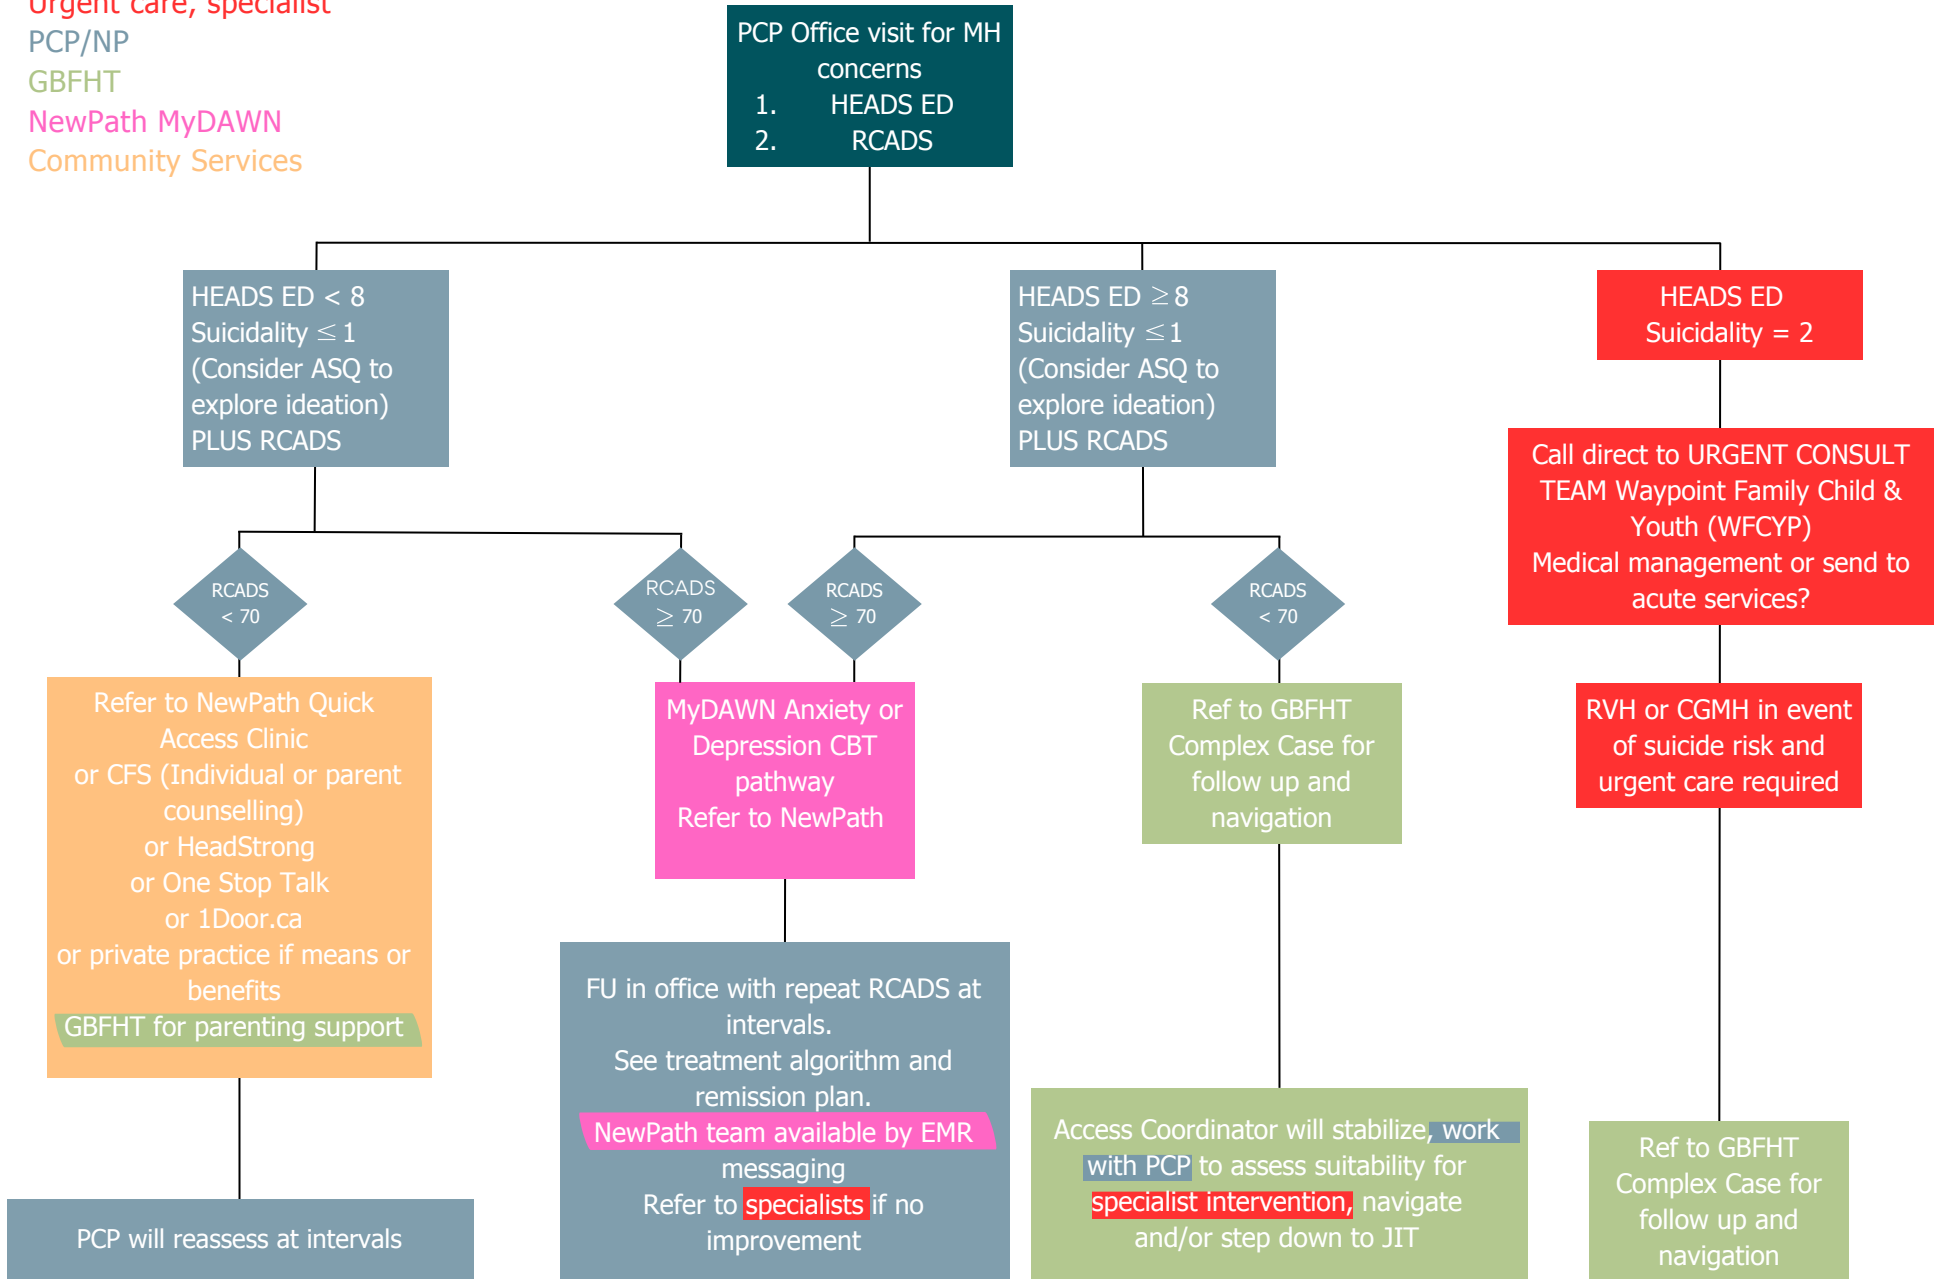 Urgent care, specialist
PCP/NP
GBFHT
NewPath MyDAWN
Community Services
PCP Office visit for MH
concerns
1. HEADS ED
2. RCADS
HEADS ED < 8
Suicidality ≤ 1
(Consider ASQ to
explore ideation)
PLUS RCADS
HEADS ED ≥ 8
Suicidality ≤ 1
(Consider ASQ to
explore ideation)
PLUS RCADS
HEADS ED
Suicidality = 2
Call direct to URGENT CONSULT
TEAM Waypoint Family Child &
Youth (WFCYP)
Medical management or send to
acute services?
RCADS
< 70
RCADS
≥ 70
RCADS
≥ 70
RCADS
< 70
Refer to NewPath Quick
Access Clinic
or CFS (Individual or parent
counselling)
or HeadStrong
or One Stop Talk
or 1Door.ca
or private practice if means or
benefits
GBFHT for parenting support
MyDAWN Anxiety or
Depression CBT
pathway
Refer to NewPath
Ref to GBFHT
Complex Case for
follow up and
navigation
RVH or CGMH in event
of suicide risk and
urgent care required
PCP will reassess at intervals
FU in office with repeat RCADS at
intervals.
See treatment algorithm and
remission plan.
NewPath team available by EMR
messaging
Refer to specialists if no
improvement
Access Coordinator will stabilize, work
with PCP to assess suitability for
specialist intervention, navigate
and/or step down to JIT
Ref to GBFHT
Complex Case for
follow up and
navigation